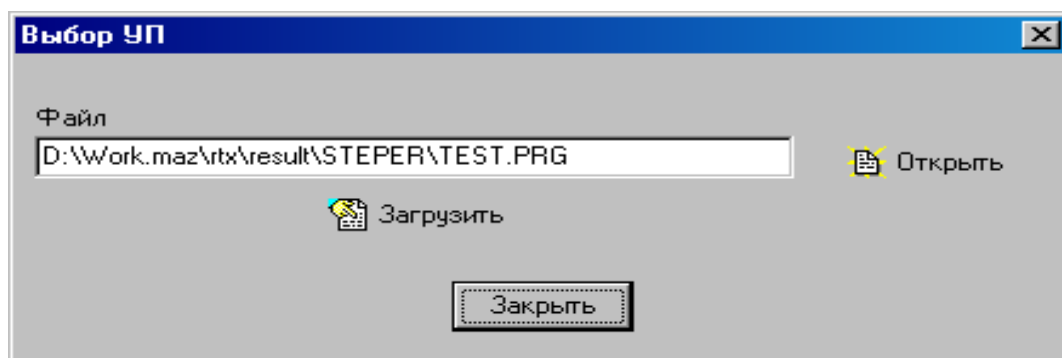 Выбор УП
Файл
D:\Work.maz\rtx\result\STEPER\TEST.PRG
Открыть
Загрузить
Закрыть